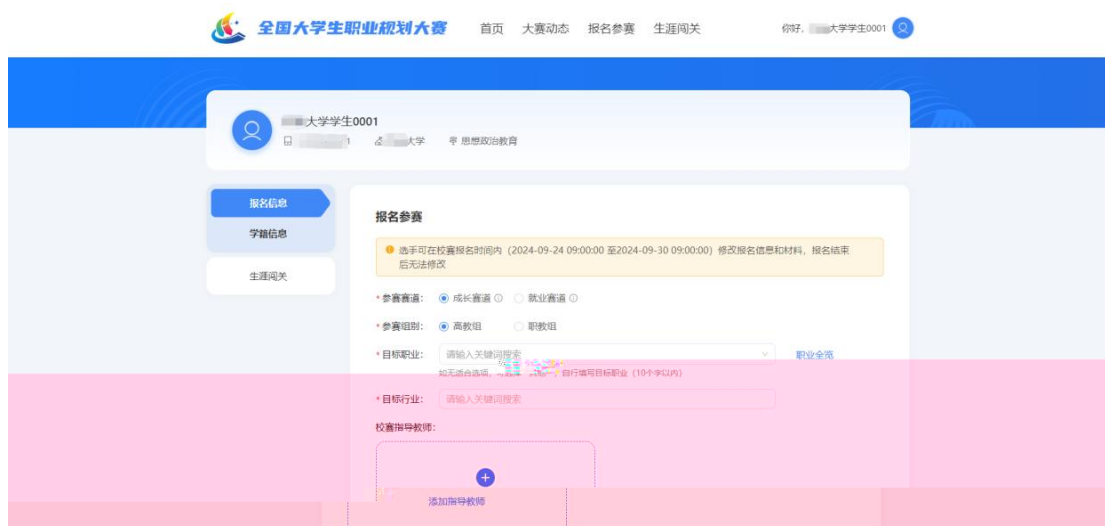 全国大学生职业规划大赛
首页 大赛动态 报名参赛 生涯闯关
你好, 大学学生0001
大学学生0001
1 大学 思想政治教育
报名信息
学籍信息
生涯闯关
报名参赛
选手可在校赛报名时间内（2024-09-24 09:00:00 至2024-09-30 09:00:00）修改报名信息和材料，报名结束
后无法修改
*参赛赛道： 成长赛道 就业赛道
*参赛组别： 高教组 职教组
*目标职业： 请输入关键词搜索 职业全览
如无适合选项， 自行填写目标职业（10个字以内）
*目标行业： 请输入关键词搜索
校赛指导教师：
添加指导教师